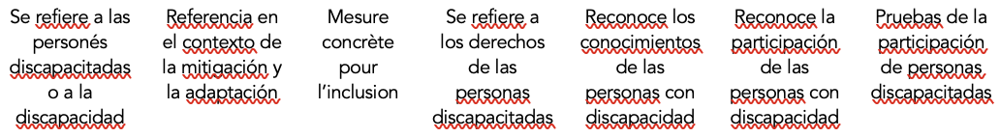 Se refiere a las
personés
discapacitadas
o a la
discapacidad
Referencia en
el contexto de
la mitigación y
la adaptación
Mesure
concrète
pour
l’inclusion
Se refiere a
los derechos
de las
personas
discapacitadas
Reconoce los
conocimientos
de las
personas con
discapacidad
Reconoce la
participación
de las
personas con
discapacidad
Pruebas de la
participación
de personas
discapacitadas